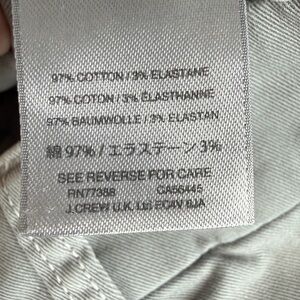 97% COTTON / 3% ELASTANE
97% COTON / 3% ÉLASTHANNE
97% BAUMWOLLE / 3% ELASTAN
綿 97% / エラステーン 3%
SEE REVERSE FOR CARE
RN77388 CA56445
J.CREW U.K. Ltd EC4V 6JA